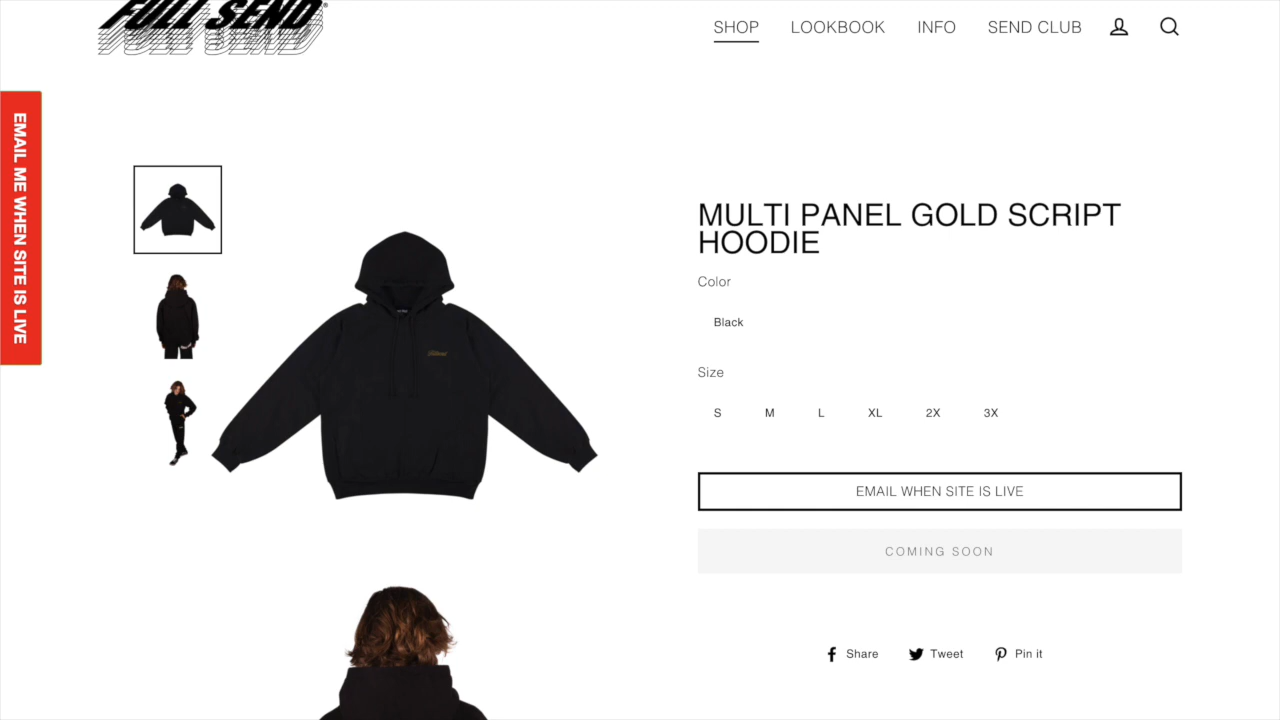 FULL SEND®
SHOP LOOKBOOK INFO SEND CLUB
EMAIL ME WHEN SITE IS LIVE
MULTI PANEL GOLD SCRIPT
HOODIE
Color
Black
Size
S M L XL 2X 3X
EMAIL WHEN SITE IS LIVE
COMING SOON
Share Tweet Pin it